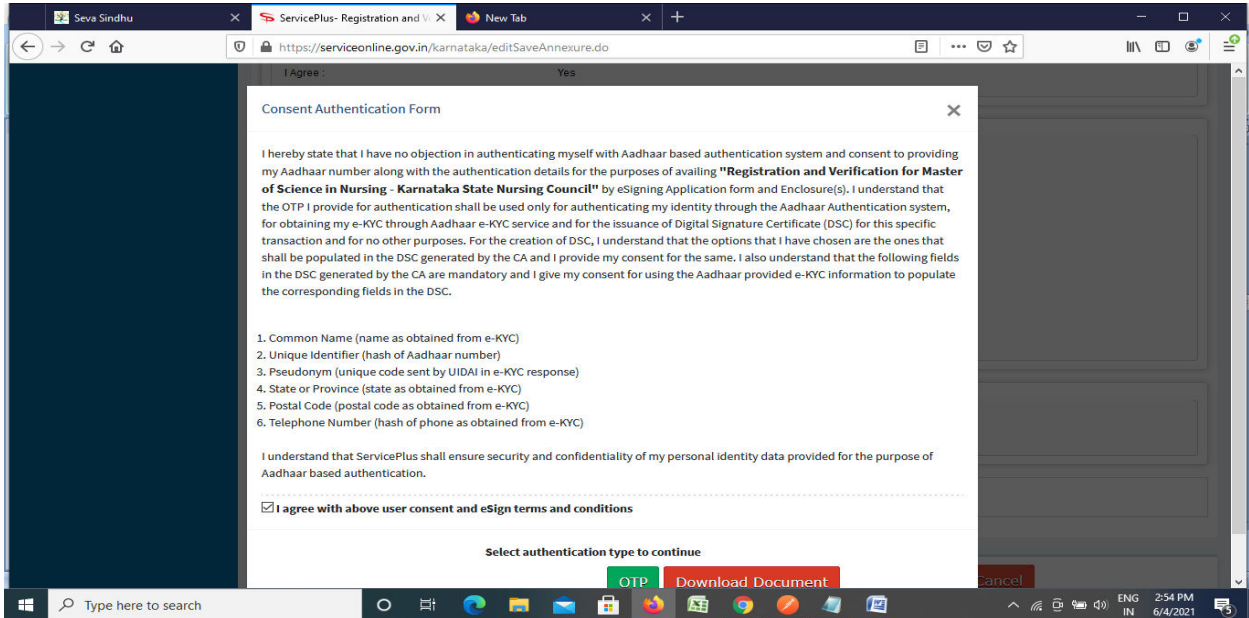 Seva Sindhu
ServicePlus- Registration and V
New Tab
https://serviceonline.gov.in/karnataka/editSaveAnnexure.do
I Agree :
Yes
Consent Authentication Form
I hereby state that I have no objection in authenticating myself with Aadhaar based authentication system and consent to providing
my Aadhaar number along with the authentication details for the purposes of availing "Registration and Verification for Master
of Science in Nursing - Karnataka State Nursing Council" by eSigning Application form and Enclosure(s). I understand that
the OTP I provide for authentication shall be used only for authenticating my identity through the Aadhaar Authentication system,
for obtaining my e-KYC through Aadhaar e-KYC service and for the issuance of Digital Signature Certificate (DSC) for this specific
transaction and for no other purposes. For the creation of DSC, I understand that the options that I have chosen are the ones that
shall be populated in the DSC generated by the CA and I provide my consent for the same. I also understand that the following fields
in the DSC generated by the CA are mandatory and I give my consent for using the Aadhaar provided e-KYC information to populate
the corresponding fields in the DSC.
1. Common Name (name as obtained from e-KYC)
2. Unique Identifier (hash of Aadhaar number)
3. Pseudonym (unique code sent by UIDAI in e-KYC response)
4. State or Province (state as obtained from e-KYC)
5. Postal Code (postal code as obtained from e-KYC)
6. Telephone Number (hash of phone as obtained from e-KYC)
I understand that ServicePlus shall ensure security and confidentiality of my personal identity data provided for the purpose of
Aadhaar based authentication.
I agree with above user consent and eSign terms and conditions
Select authentication type to continue
OTP
Download Document
Cancel
Type here to search
ENG
IN
2:54 PM
6/4/2021